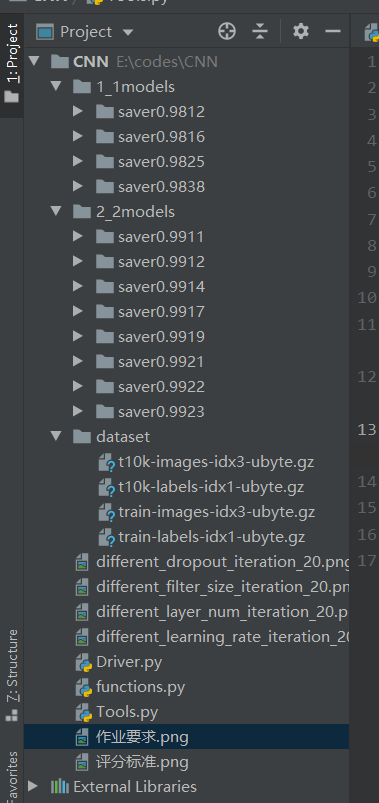 Project
1: Project
CNN E:\codes\CNN
1_1models
saver0.9812
saver0.9816
saver0.9825
saver0.9838
2_2models
saver0.9911
saver0.9912
saver0.9914
saver0.9917
saver0.9919
saver0.9921
saver0.9922
saver0.9923
dataset
t10k-images-idx3-ubyte.gz
t10k-labels-idx1-ubyte.gz
train-images-idx3-ubyte.gz
train-labels-idx1-ubyte.gz
different_dropout_iteration_20.png
different_filter_size_iteration_20.pn
different_layer_num_iteration_20.p
different_learning_rate_iteration_20
Driver.py
functions.py
Tools.py
作业要求.png
评分标准.png
External Libraries
7: Structure
Favorites
1
2
3
4
5
6
7
8
9
10
11
12
13
14
15
16
17